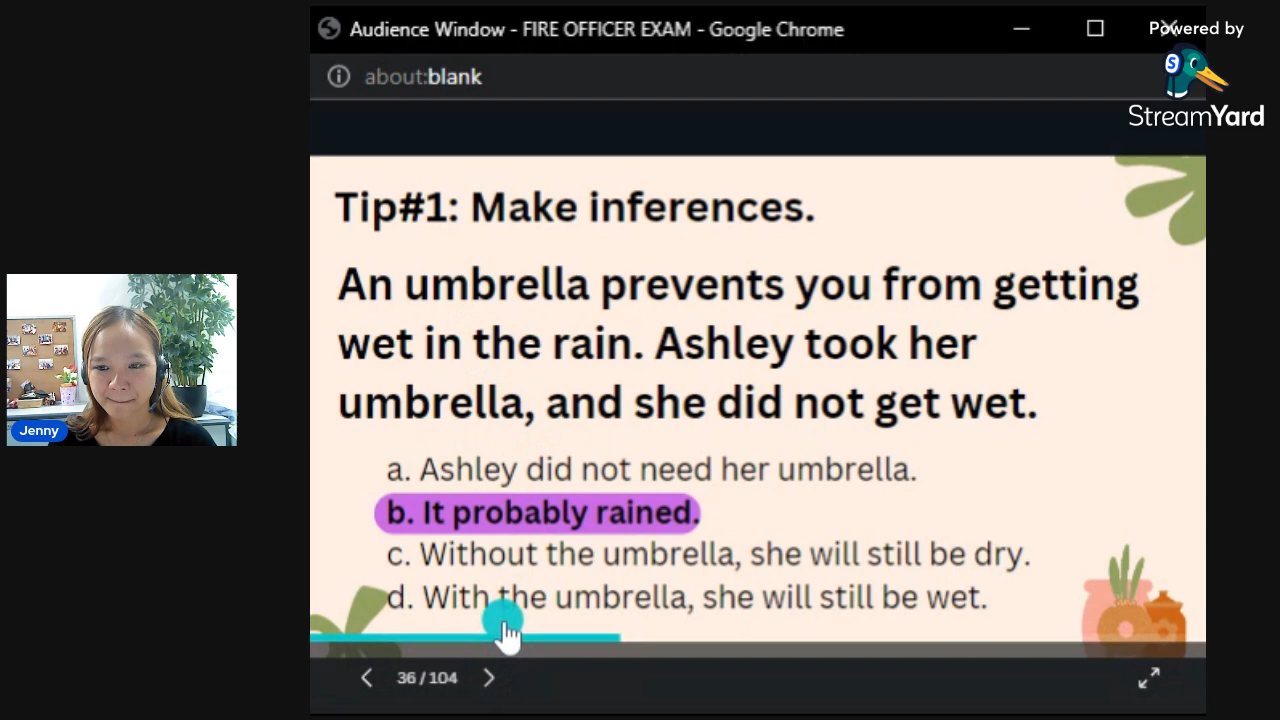 Audience Window - FIRE OFFICER EXAM - Google Chrome
Powered by
about:blank
StreamYard
Tip#1: Make inferences.
An umbrella prevents you from getting
wet in the rain. Ashley took her
umbrella, and she did not get wet.
a. Ashley did not need her umbrella.
b. It probably rained.
c. Without the umbrella, she will still be dry.
d. With the umbrella, she will still be wet.
Jenny
36 / 104